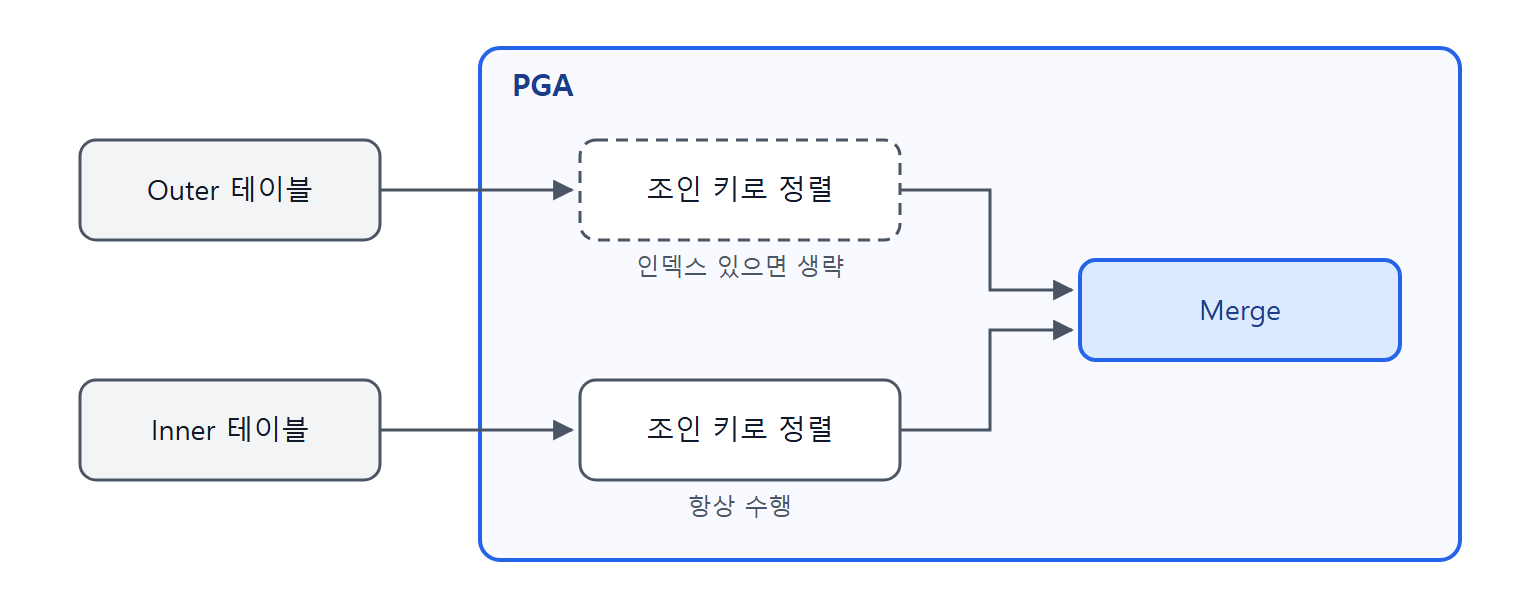 PGA
Outer 테이블
조인 키로 정렬
인덱스 있으면 생략
Merge
Inner 테이블
조인 키로 정렬
항상 수행